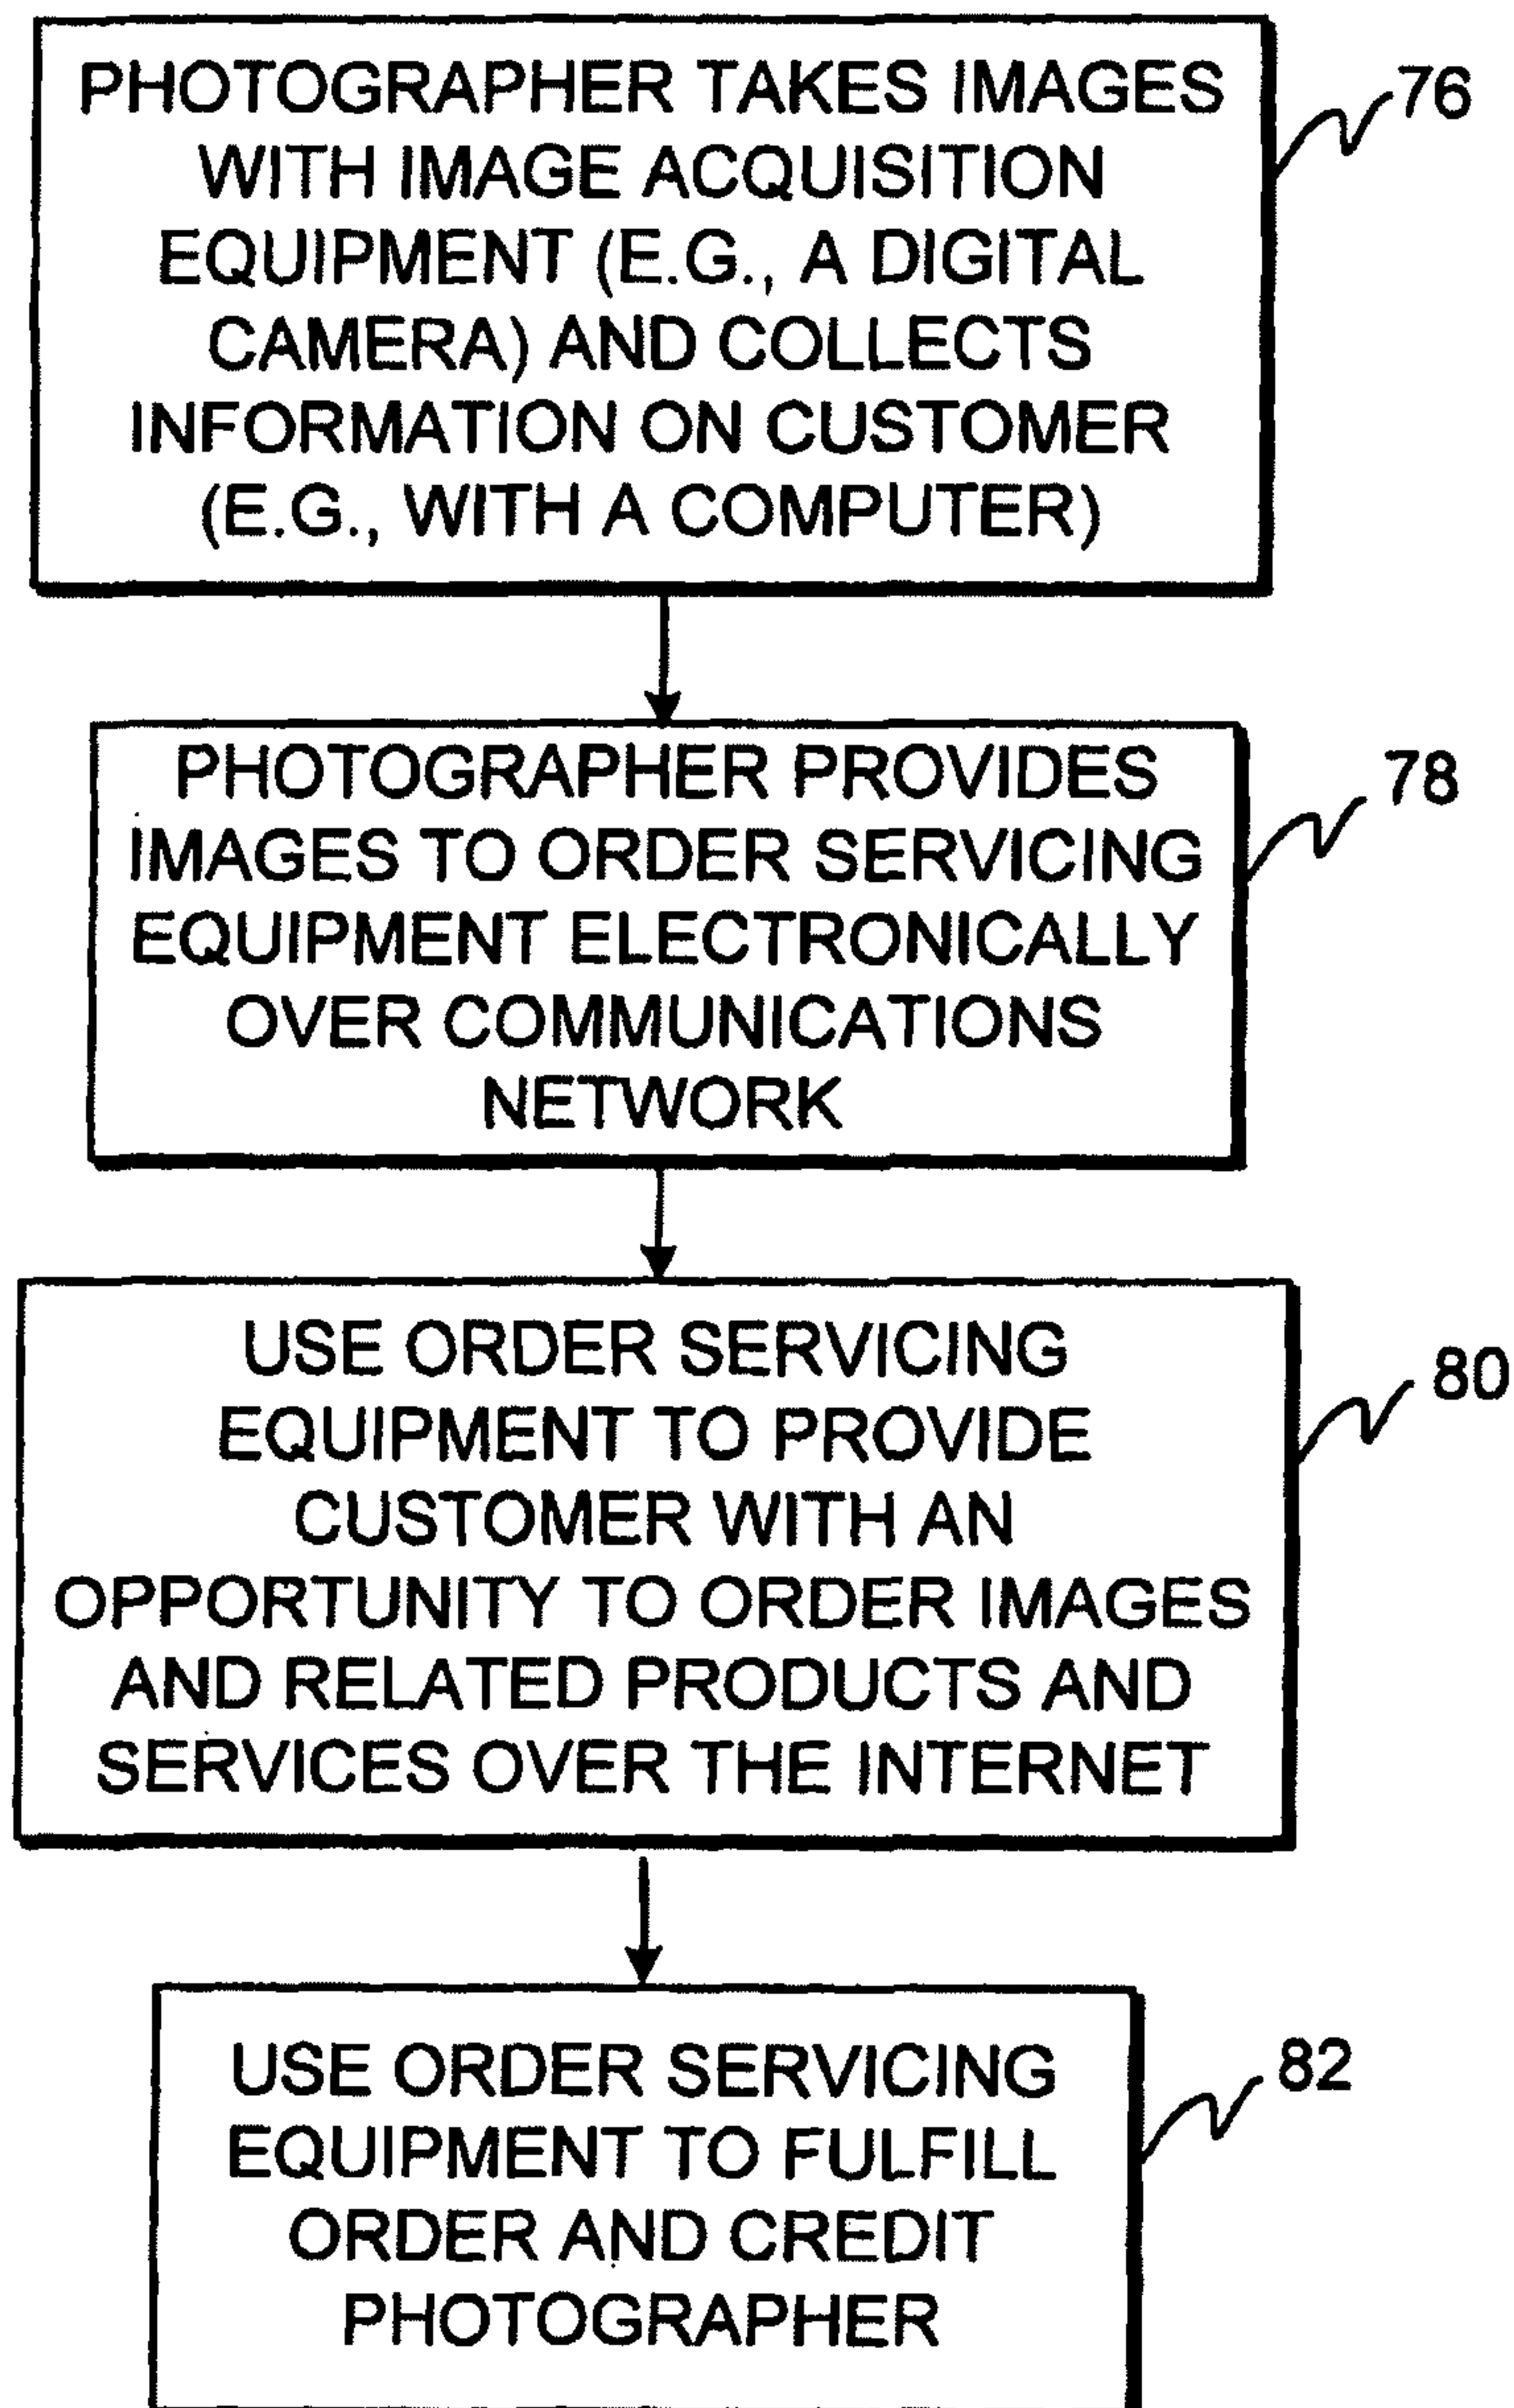 PHOTOGRAPHER TAKES IMAGES
WITH IMAGE ACQUISITION
EQUIPMENT (E.G., A DIGITAL
CAMERA) AND COLLECTS
INFORMATION ON CUSTOMER
(E.G., WITH A COMPUTER)
76
PHOTOGRAPHER PROVIDES
IMAGES TO ORDER SERVICING
EQUIPMENT ELECTRONICALLY
OVER COMMUNICATIONS
NETWORK
78
USE ORDER SERVICING
EQUIPMENT TO PROVIDE
CUSTOMER WITH AN
OPPORTUNITY TO ORDER IMAGES
AND RELATED PRODUCTS AND
SERVICES OVER THE INTERNET
80
USE ORDER SERVICING
EQUIPMENT TO FULFILL
ORDER AND CREDIT
PHOTOGRAPHER
82